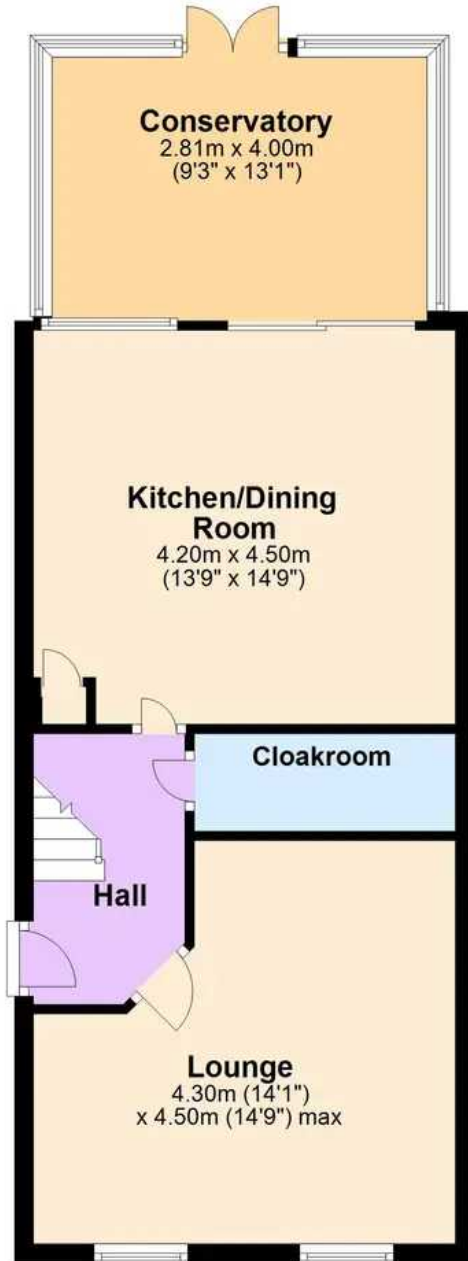 Conservatory
2.81m x 4.00m
(9'3" x 13'1")
Kitchen/Dining
Room
4.20m x 4.50m
(13'9" x 14'9")
Cloakroom
Hall
Lounge
4.30m (14'1")
x 4.50m (14'9") max